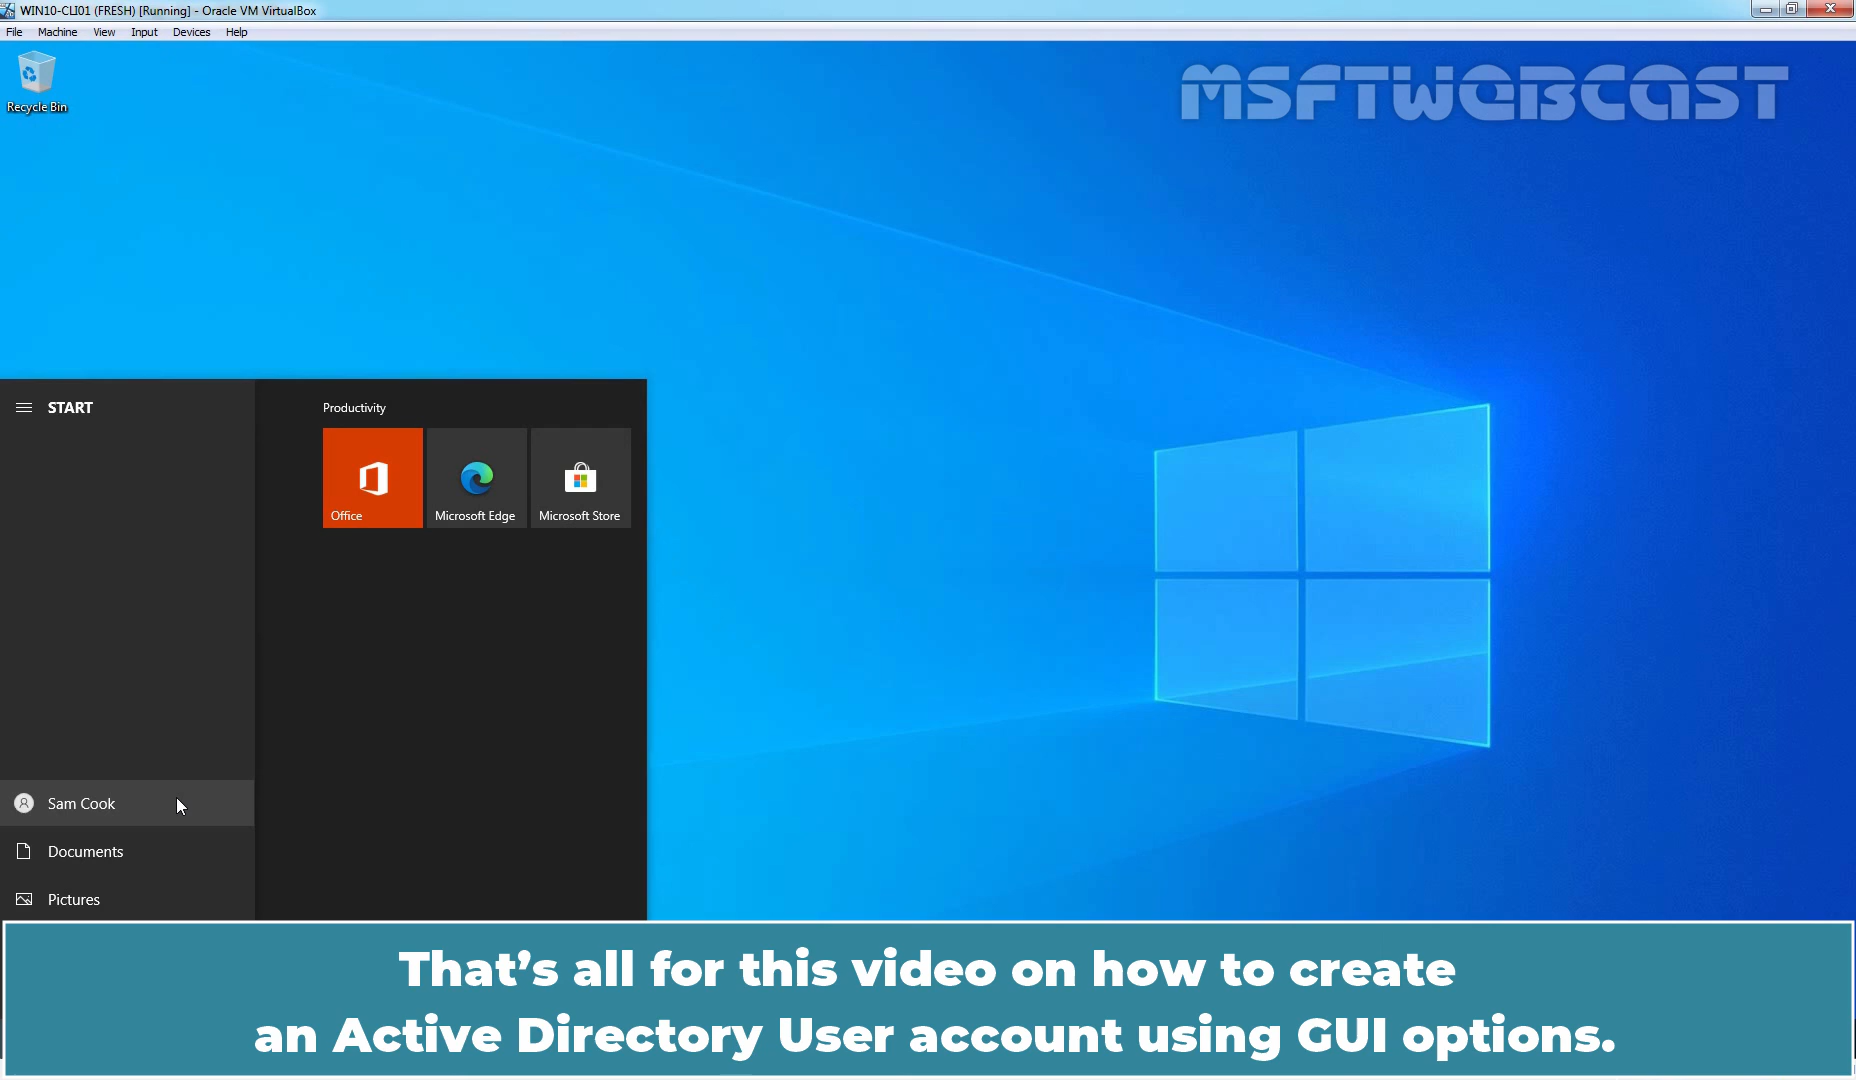 WIN10-CLI01 (FRESH) [Running] - Oracle VM VirtualBox
File Machine View Input Devices Help
Recycle Bin
MSFTWEBCAST
START
Productivity
Office
Microsoft Edge
Microsoft Store
Sam Cook
Documents
Pictures
That’s all for this video on how to create
an Active Directory User account using GUI options.